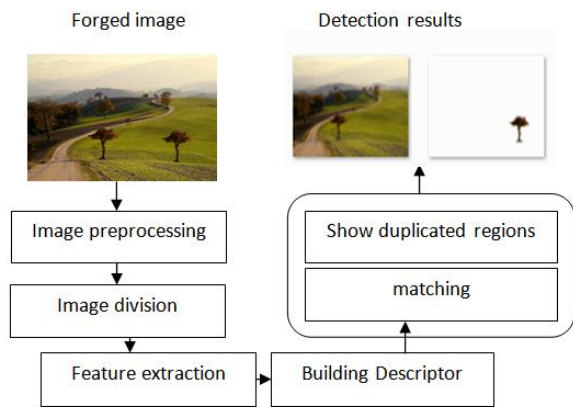 Forged image
Detection results
Image preprocessing
Image division
Feature extraction
Building Descriptor
matching
Show duplicated regions